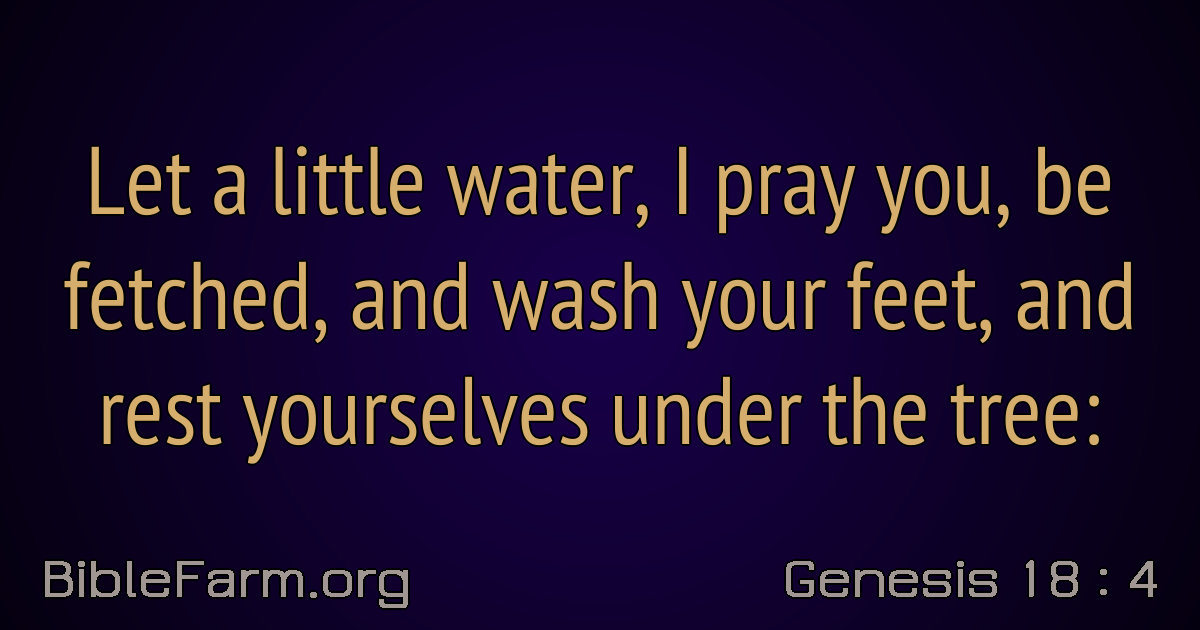 Let a little water, I pray you, be
fetched, and wash your feet, and
rest yourselves under the tree:
BibleFarm.org
Genesis 18 : 4